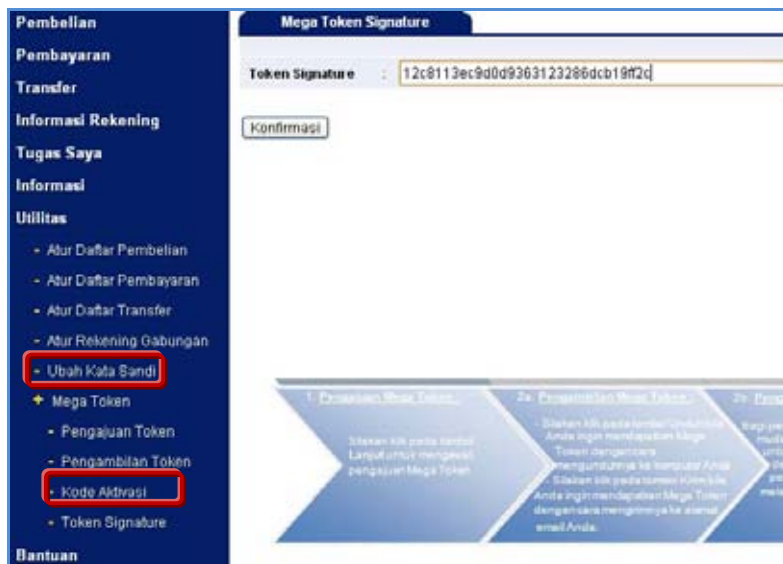 Pembelian
Pembayaran
Transfer
Informasi Rekening
Tugas Saya
Informasi
Utilitas
- Atur Daftar Pembelian
- Atur Daftar Pembayaran
- Atur Daftar Transfer
- Atur Rekening Gabungan
- Ubah Kata Sandi
+ Mega Token
- Pengajuan Token
- Pengambilan Token
- Kode Aktivasi
- Token Signature
Bantuan
Mega Token Signature
Token Signature : 12c8113ec9d0d9363123286dcb19ff2c
Konfirmasi
1. Pengajuan Mega Token :
Silakan klik pada tombol
Lanjut untuk mengawali
pengajuan Mega Token
2a. Pengambilan Mega Token :
- Silakan klik pada tombol Unduh bila
Anda ingin mendapatkan Mega
Token dengan cara
mengunduhnya ke komputer Anda
- Silakan klik pada tombol Kirim bila
Anda ingin mendapatkan Mega Token
dengan cara mengirimnya ke alamat
email Anda.
2b.